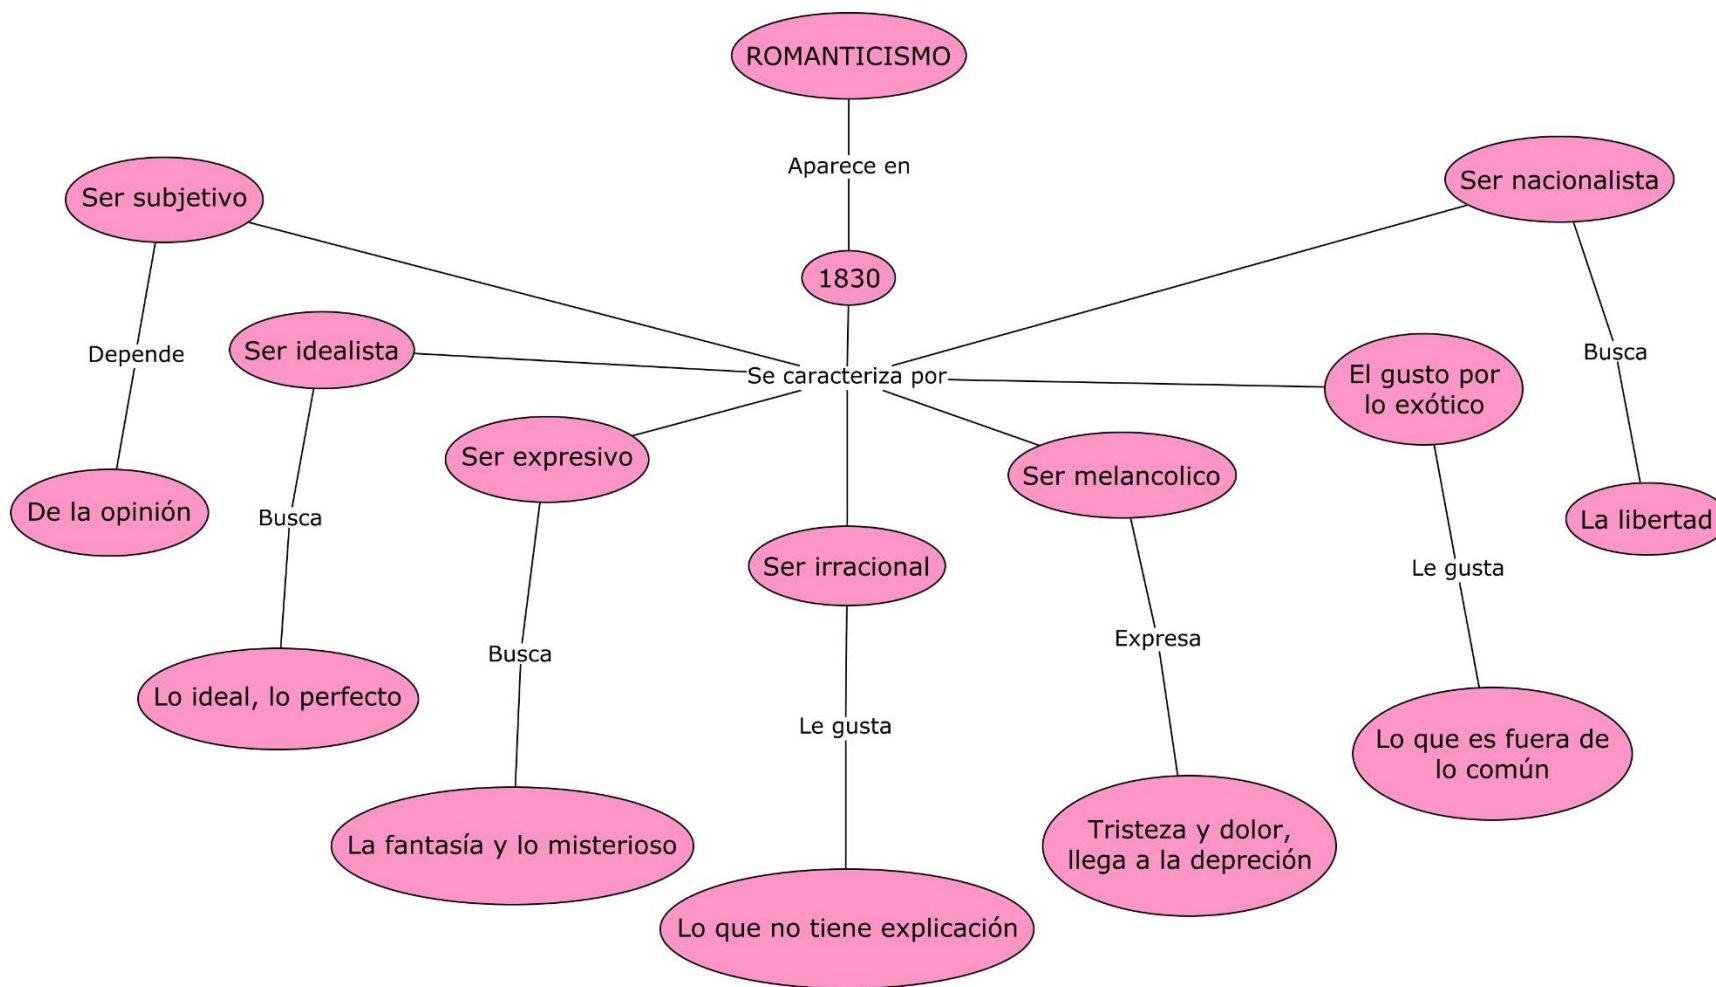 ROMANTICISMO
Aparece en
1830
Se caracteriza por
Ser subjetivo
Depende
De la opinión
Ser idealista
Busca
Lo ideal, lo perfecto
Ser expresivo
Busca
La fantasía y lo misterioso
Ser irracional
Le gusta
Lo que no tiene explicación
Ser melancolico
Expresa
Tristeza y dolor,
llega a la depreción
El gusto por
lo exótico
Le gusta
Lo que es fuera de
lo común
Ser nacionalista
Busca
La libertad